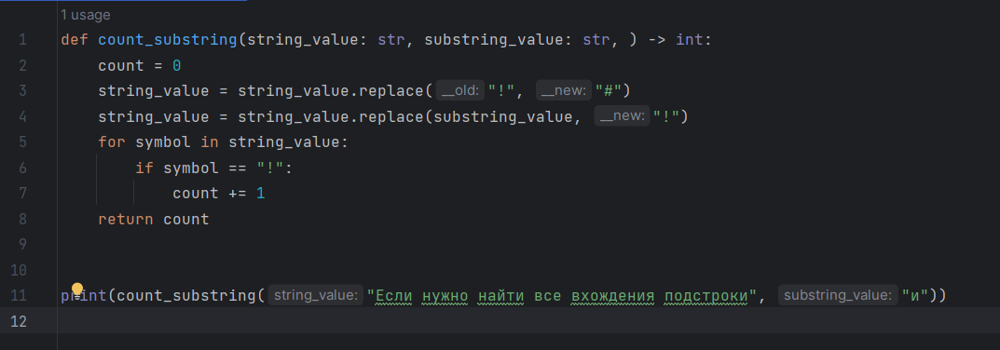 1 usage
1 def count_substring(string_value: str, substring_value: str, ) -> int:
2 count = 0
3 string_value = string_value.replace(__old: "!", __new: "#")
4 string_value = string_value.replace(substring_value, __new: "!")
5 for symbol in string_value:
6 if symbol == "!":
7 count += 1
8 return count
9
10
11 print(count_substring(string_value: "Если нужно найти все вхождения подстроки", substring_value: "и"))
12